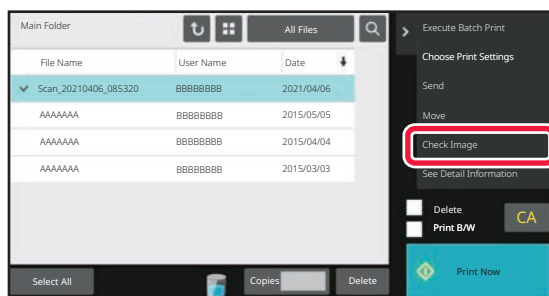 Main Folder
All Files
File Name User Name Date
Scan_20210406_085320 BBBBBBBB 2021/04/06
AAAAAAA BBBBBBBB 2015/05/05
AAAAAAA BBBBBBBB 2015/04/04
AAAAAAA BBBBBBBB 2015/03/03
Select All
Copies
Delete
Execute Batch Print
Choose Print Settings
Send
Move
Check Image
See Detail Information
Delete
Print B/W
CA
Print Now